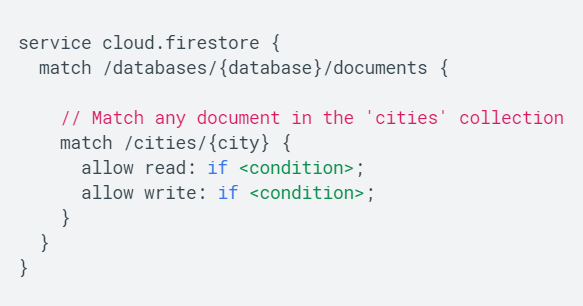 service cloud.firestore {
match /databases/{database}/documents {
// Match any document in the 'cities' collection
match /cities/{city} {
allow read: if <condition>;
allow write: if <condition>;
}
}
}